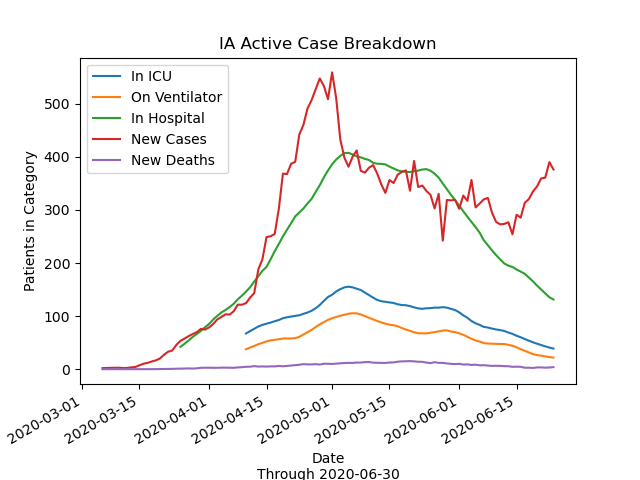 IA Active Case Breakdown
In ICU
On Ventilator
In Hospital
New Cases
New Deaths
Patients in Category
500
400
300
200
100
0
2020-03-01
2020-03-15
2020-04-01
2020-04-15
2020-05-01
2020-05-15
2020-06-01
2020-06-15
Date
Through 2020-06-30